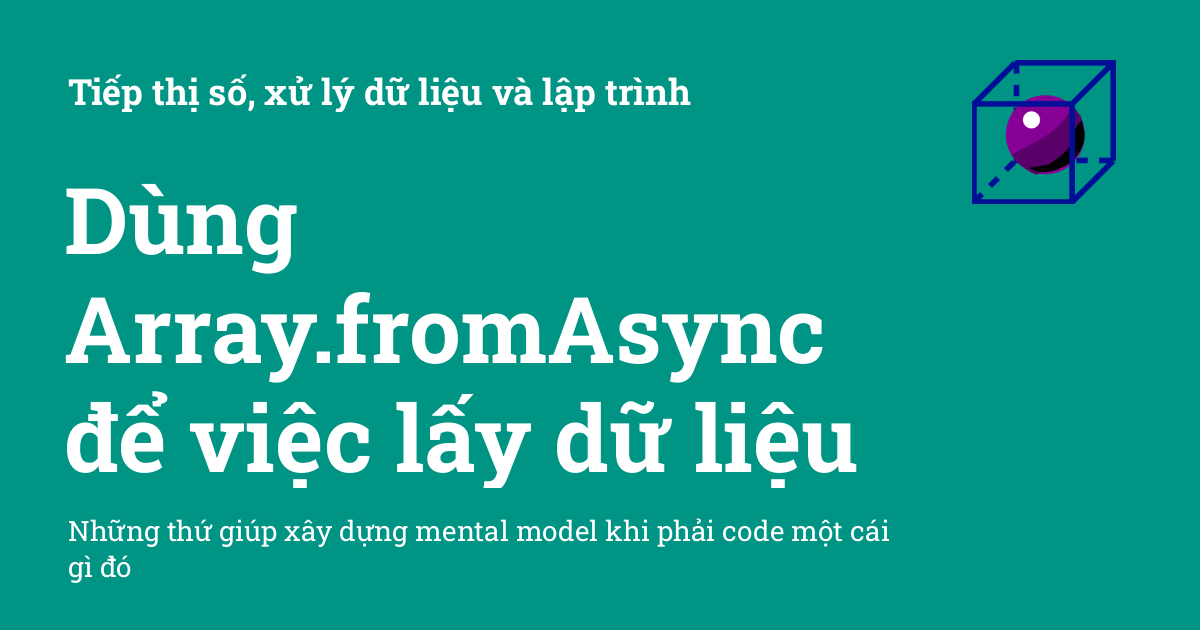 Tiếp thị số, xử lý dữ liệu và lập trình
Dùng
Array.fromAsync
để việc lấy dữ liệu
Những thứ giúp xây dựng mental model khi phải code một cái
gì đó